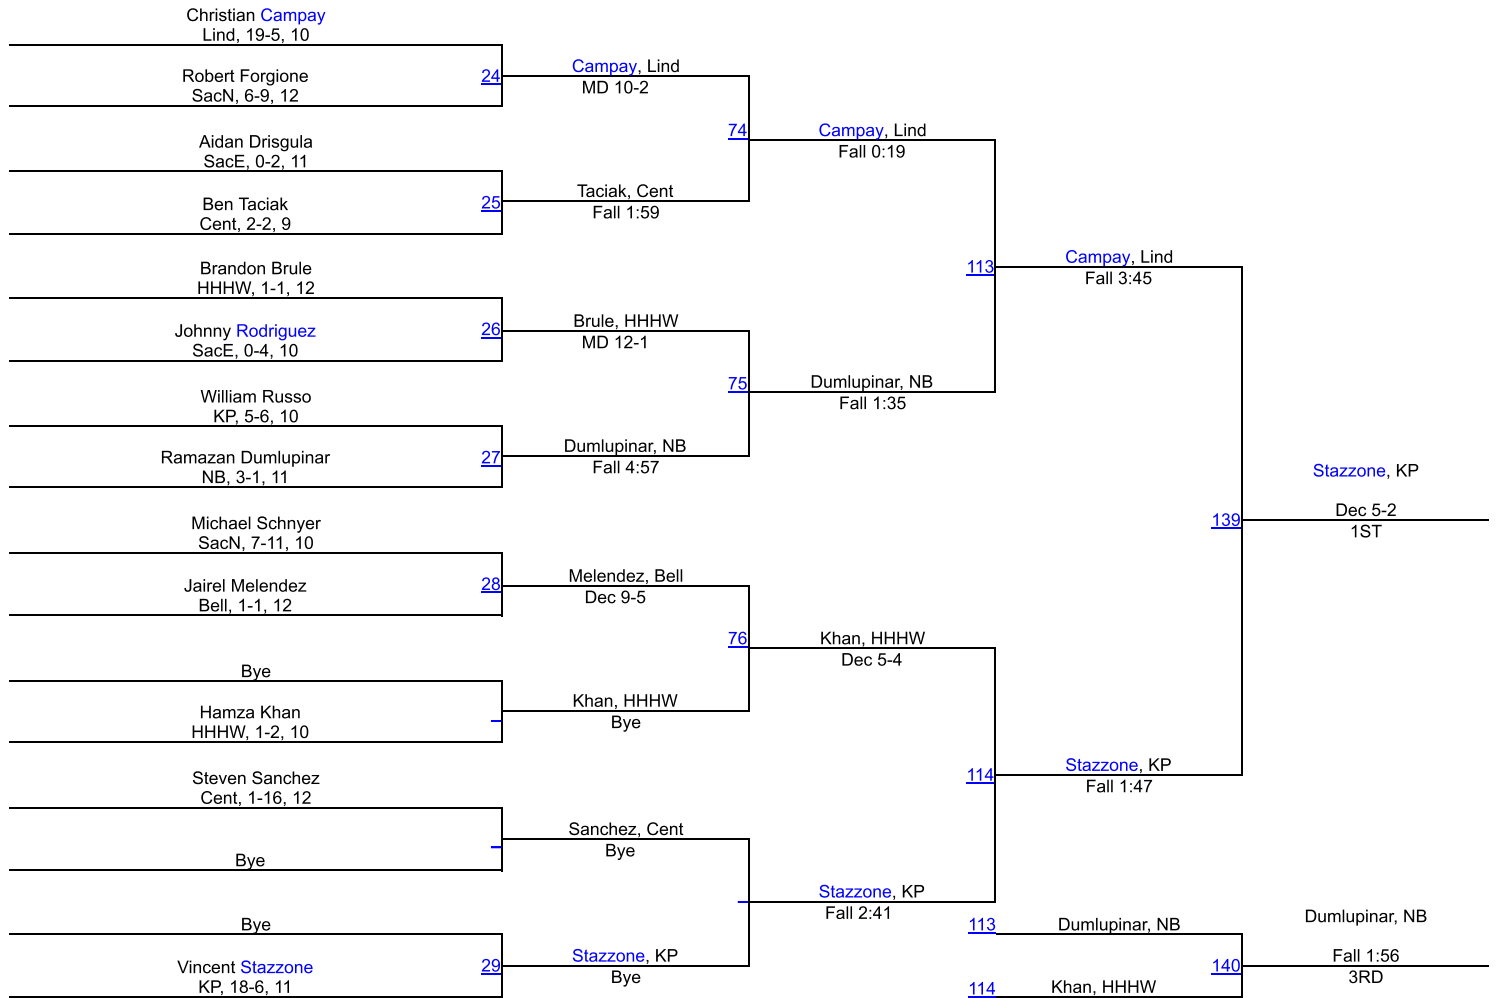 Christian Campay
Lind, 19-5, 10
Robert Forgione
SacN, 6-9, 12
24
Aidan Drisgula
SacE, 0-2, 11
Ben Taciak
Cent, 2-2, 9
25
Brandon Brule
HHHW, 1-1, 12
Johnny Rodriguez
SacE, 0-4, 10
26
William Russo
KP, 5-6, 10
Ramazan Dumlupinar
NB, 3-1, 11
27
Michael Schnyer
SacN, 7-11, 10
Jairel Melendez
Bell, 1-1, 12
28
Bye
Hamza Khan
HHHW, 1-2, 10
Steven Sanchez
Cent, 1-16, 12
Bye
Bye
Vincent Stazzone
KP, 18-6, 11
29
Campay, Lind
MD 10-2
74
Taciak, Cent
Fall 1:59
Brule, HHHW
MD 12-1
75
Dumlupinar, NB
Fall 4:57
Melendez, Bell
Dec 9-5
76
Khan, HHHW
Bye
Sanchez, Cent
Bye
Stazzone, KP
Bye
Campay, Lind
Fall 0:19
113
Dumlupinar, NB
Fall 1:35
Khan, HHHW
Dec 5-4
114
Stazzone, KP
Fall 2:41
Campay, Lind
Fall 3:45
139
Stazzone, KP
Fall 1:47
Stazzone, KP
Dec 5-2
1ST
113
Dumlupinar, NB
114
Khan, HHHW
140
Dumlupinar, NB
Fall 1:56
3RD